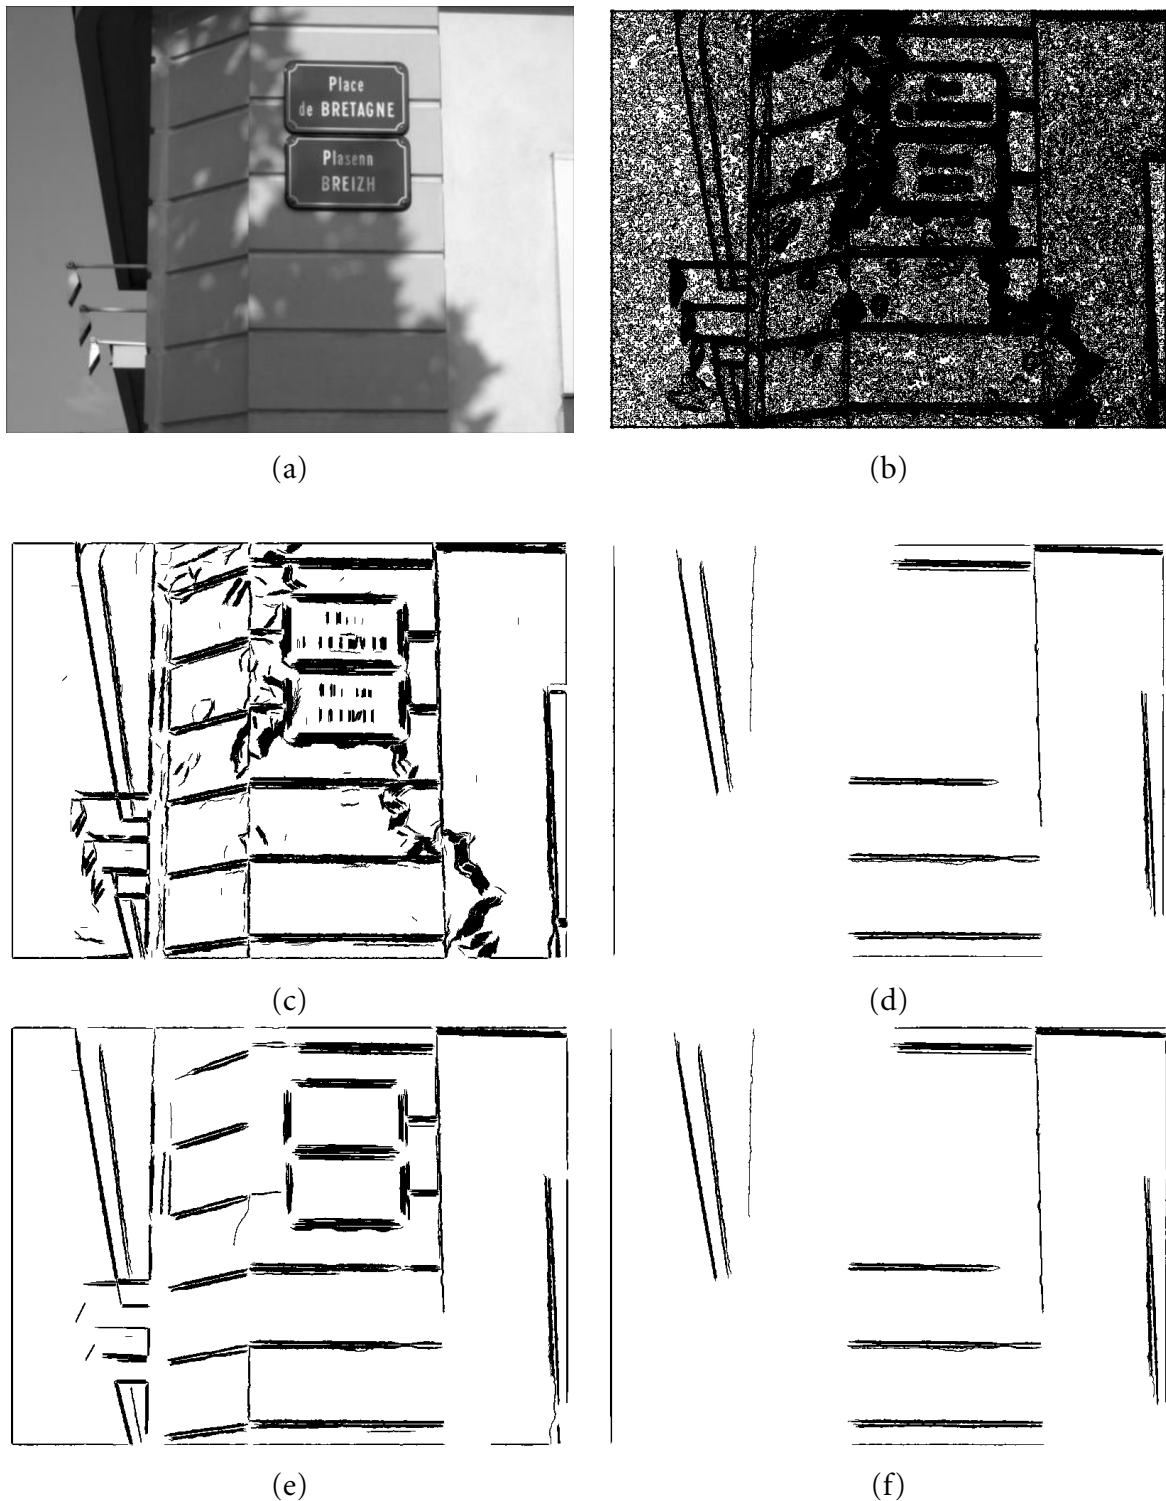 Place
de BRETAGNE
Plasenn
BREIZH
(a)
(b)
(c)
(d)
(e)
(f)